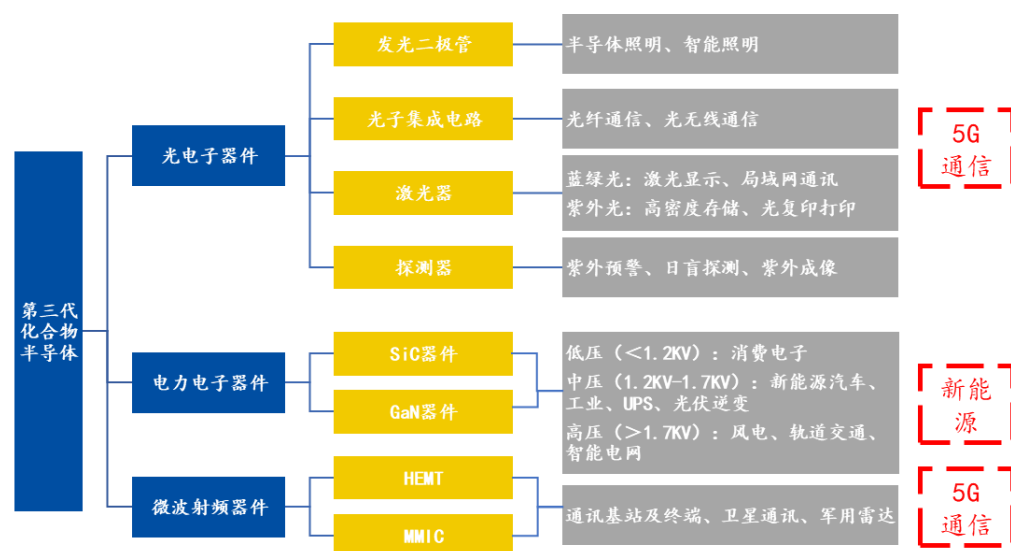 第三代
化合物
半导体
光电子器件
发光二极管
半导体照明、智能照明
光子集成电路
光纤通信、光无线通信
激光器
蓝绿光：激光显示、局域网通讯
紫外光：高密度存储、光复印打印
探测器
紫外预警、日盲探测、紫外成像
5G
通信
电力电子器件
SiC器件
GaN器件
低压（＜1.2KV）：消费电子
中压（1.2KV-1.7KV）：新能源汽车、
工业、UPS、光伏逆变
高压（＞1.7KV）：风电、轨道交通、
智能电网
新能
源
微波射频器件
HEMT
MMIC
通讯基站及终端、卫星通讯、军用雷达
5G
通信